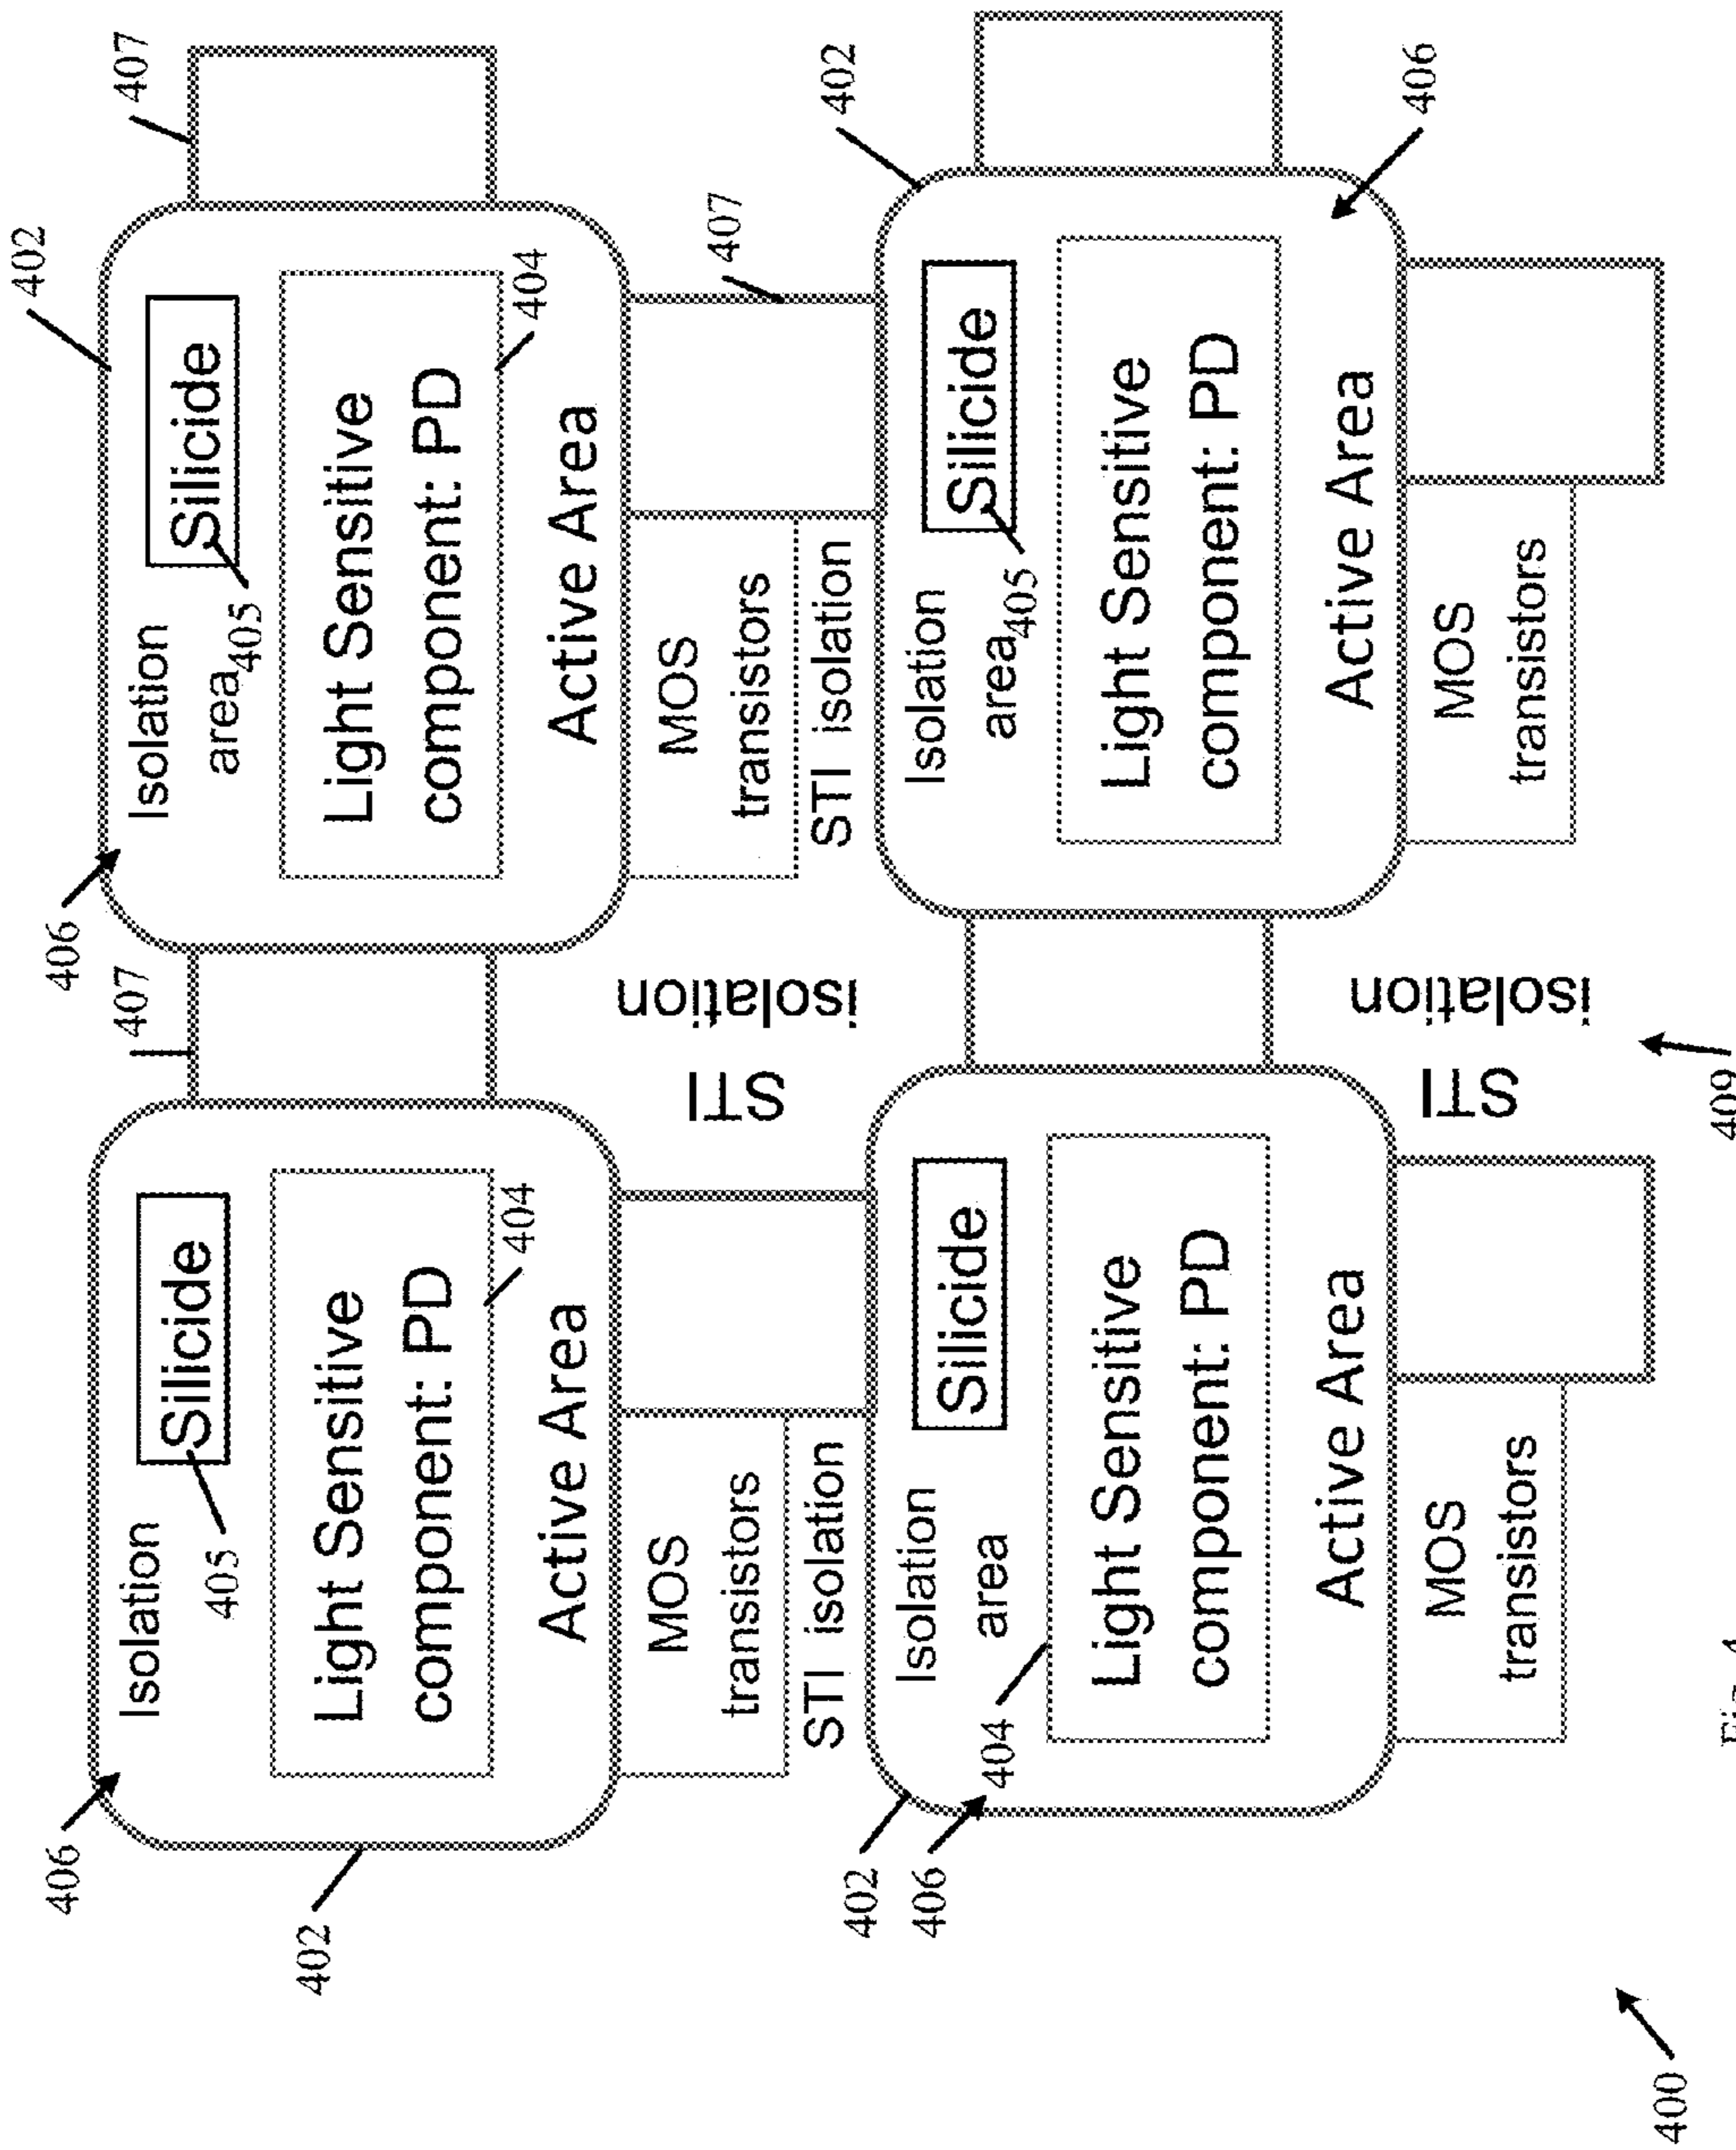 406
406
407
402
407
402
Isolation
Silicide
405
Light Sensitive
component: PD
404
Active Area
Isolation
area
Silicide
405
Light Sensitive
component: PD
404
Active Area
MOS
transistors
STI isolation
STI
isolation
MOS
transistors
STI isolation
407
402
406
402
404
Isolation
area
Silicide
Light Sensitive
component: PD
Active Area
Isolation
area
Silicide
405
Light Sensitive
component: PD
Active Area
406
MOS
transistors
STI
isolation
MOS
transistors
409
400
Fig. 4